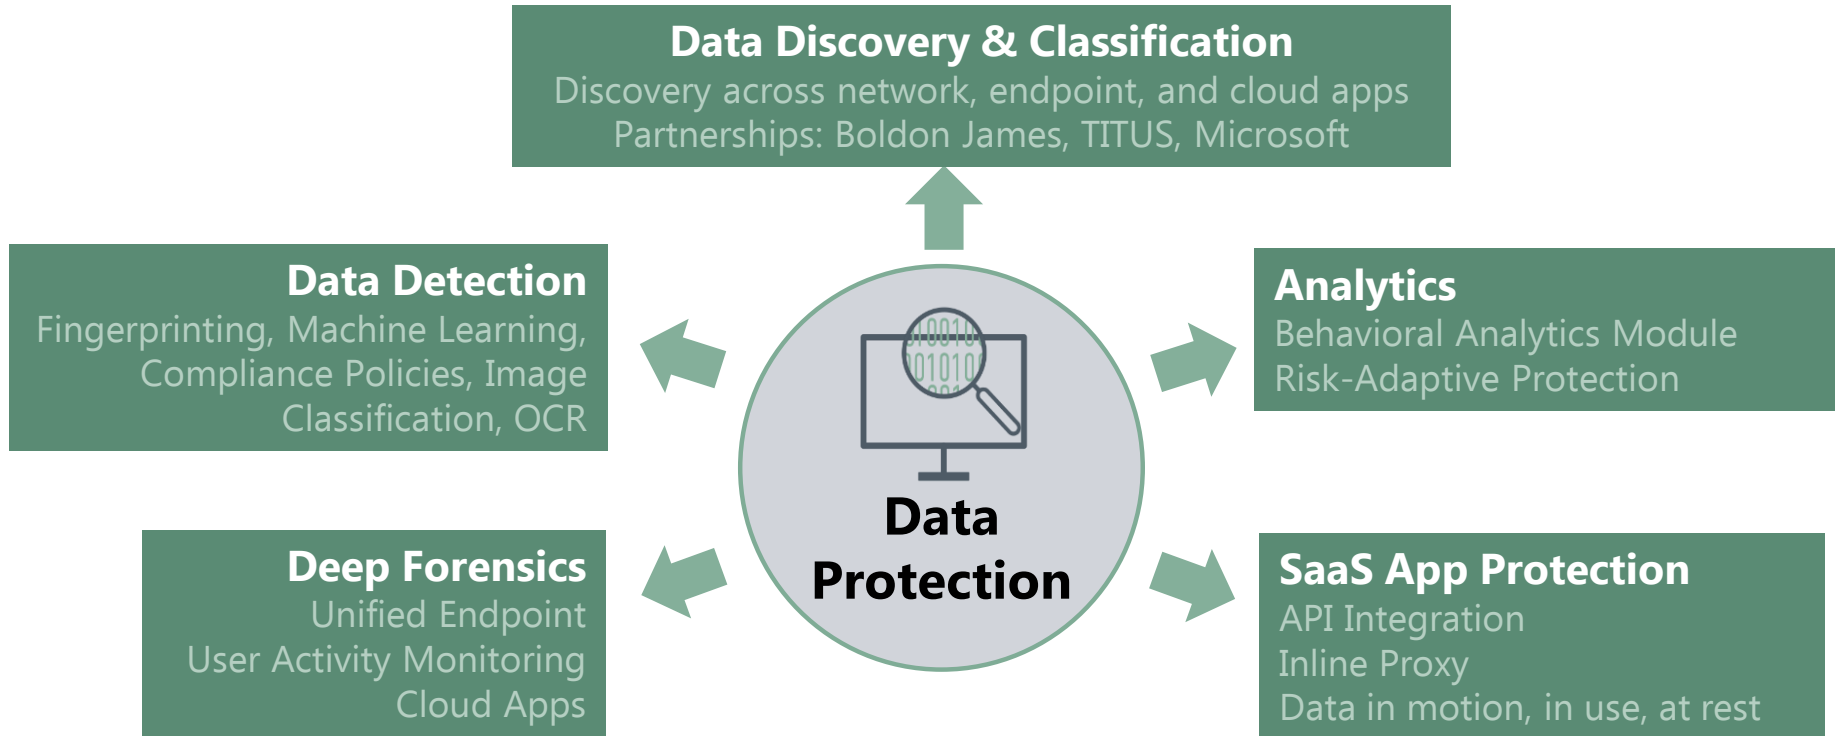 Data Discovery & Classification
Discovery across network, endpoint, and cloud apps
Partnerships: Boldon James, TITUS, Microsoft
Data Detection
Fingerprinting, Machine Learning,
Compliance Policies, Image
Classification, OCR
Analytics
Behavioral Analytics Module
Risk-Adaptive Protection
Data
Protection
Deep Forensics
Unified Endpoint
User Activity Monitoring
Cloud Apps
SaaS App Protection
API Integration
Inline Proxy
Data in motion, in use, at rest